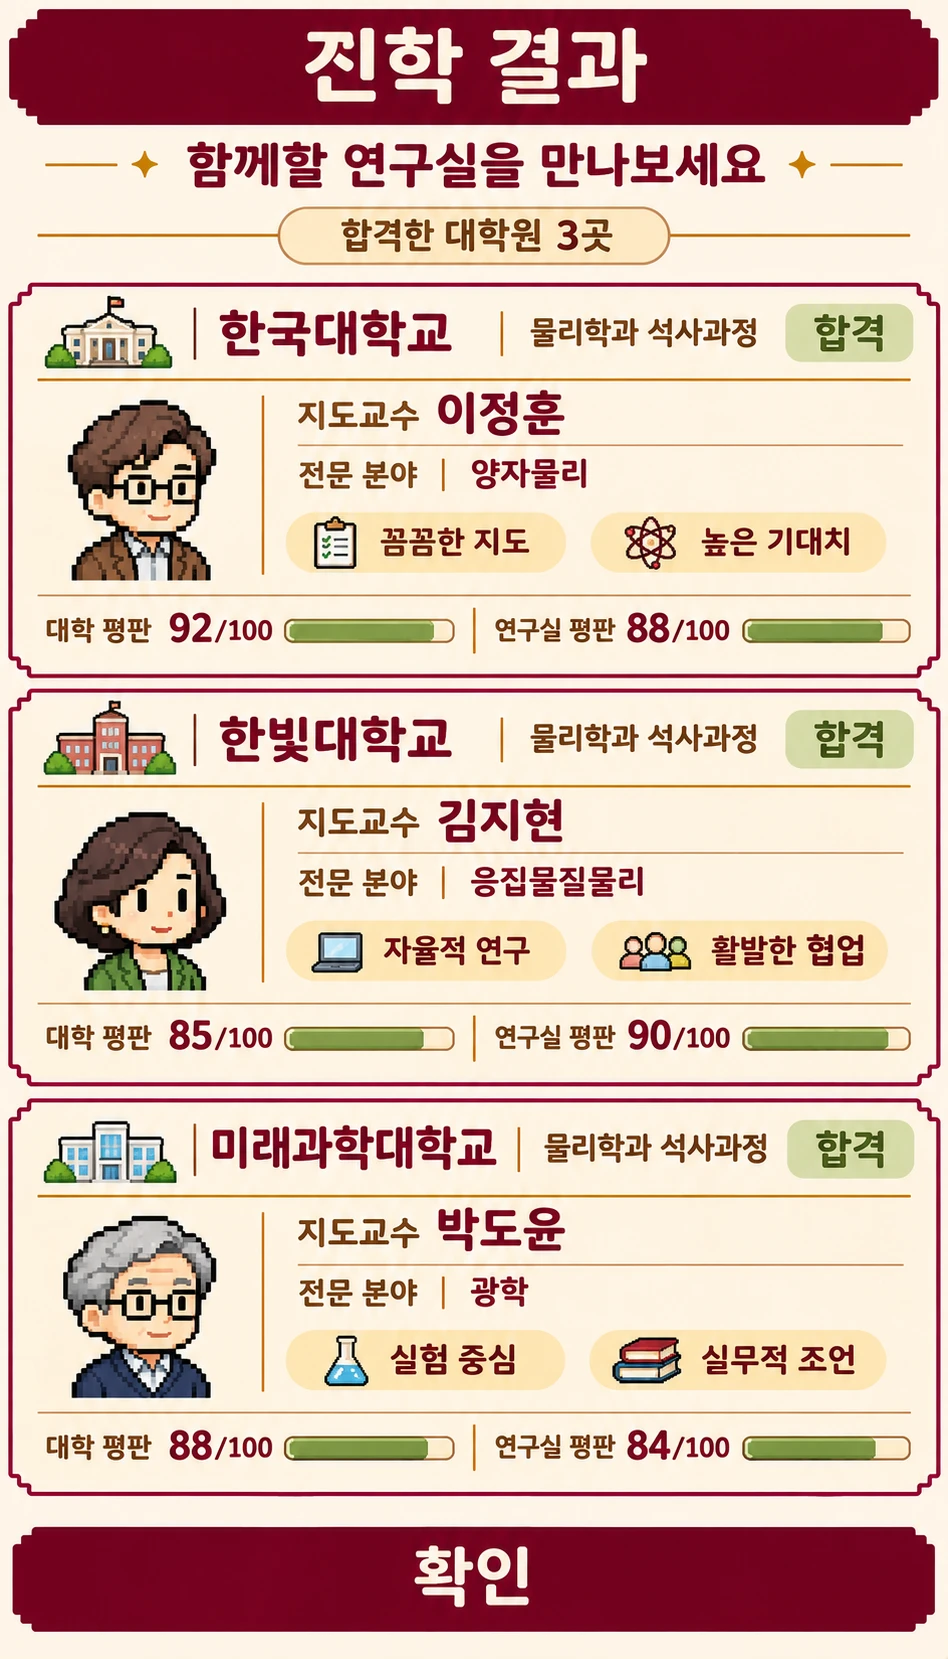 진학 결과
함께할 연구실을 만나보세요
합격한 대학원 3곳
한국대학교 물리학과 석사과정 합격
지도교수 이정훈
전문 분야 양자물리
꼼꼼한 지도 높은 기대치
대학 평판 92/100 연구실 평판 88/100
한빛대학교 물리학과 석사과정 합격
지도교수 김지현
전문 분야 응집물질물리
자율적 연구 활발한 협업
대학 평판 85/100 연구실 평판 90/100
미래과학대학교 물리학과 석사과정 합격
지도교수 박도윤
전문 분야 광학
실험 중심 실무적 조언
대학 평판 88/100 연구실 평판 84/100
확인